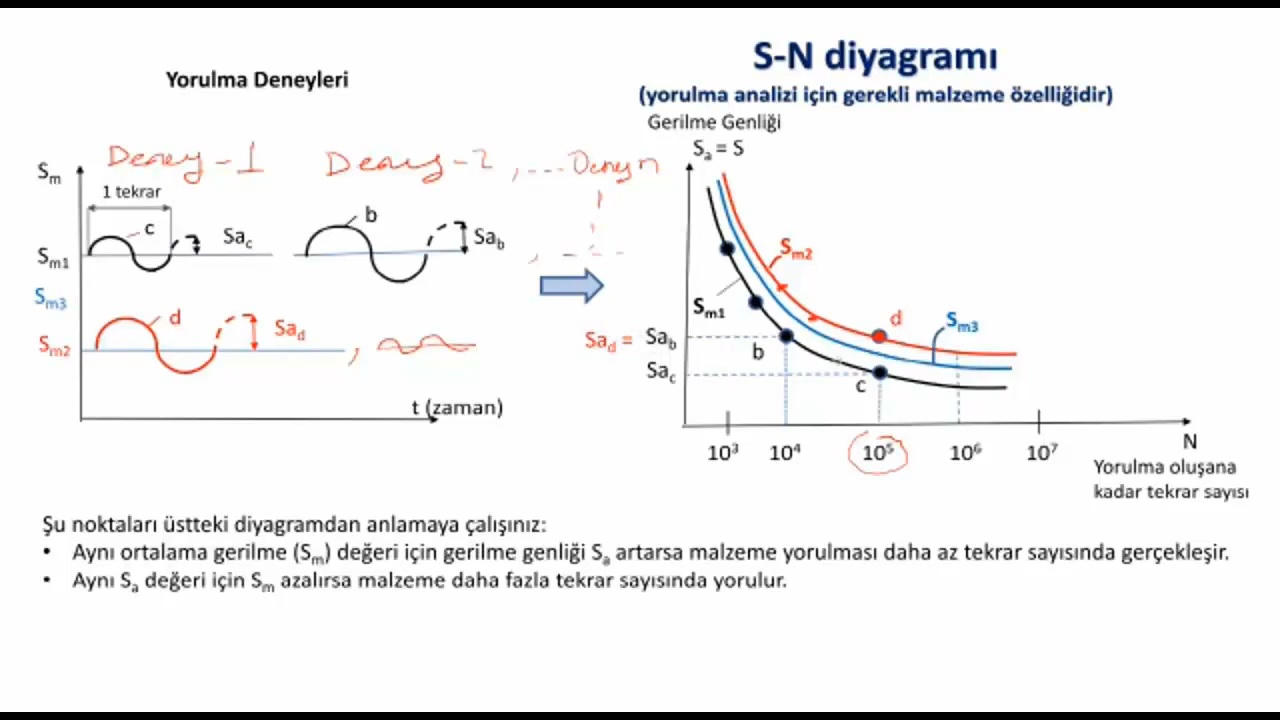 Yorulma Deneyleri
S-N diyagramı
(yorulma analizi için gerekli malzeme özelliğidir)
Gerilme Genliği
Sa = S
Deney-1
Deney-2 , ... Deney n
Sm
1 tekrar
c
Sac
b
Sab
Sm1
Sm3
d
Sad
Sm2
t (zaman)
Sm2
Sm1
d
Sm3
Sad = Sab
b
Sac
c
10³ 10⁴ 10⁵ 10⁶ 10⁷
N
Yorulma oluşana
kadar tekrar sayısı
Şu noktaları üstteki diyagramdan anlamaya çalışınız:
• Aynı ortalama gerilme (Sm) değeri için gerilme genliği Sa artarsa malzeme yorulması daha az tekrar sayısında gerçekleşir.
• Aynı Sa değeri için Sm azalırsa malzeme daha fazla tekrar sayısında yorulur.